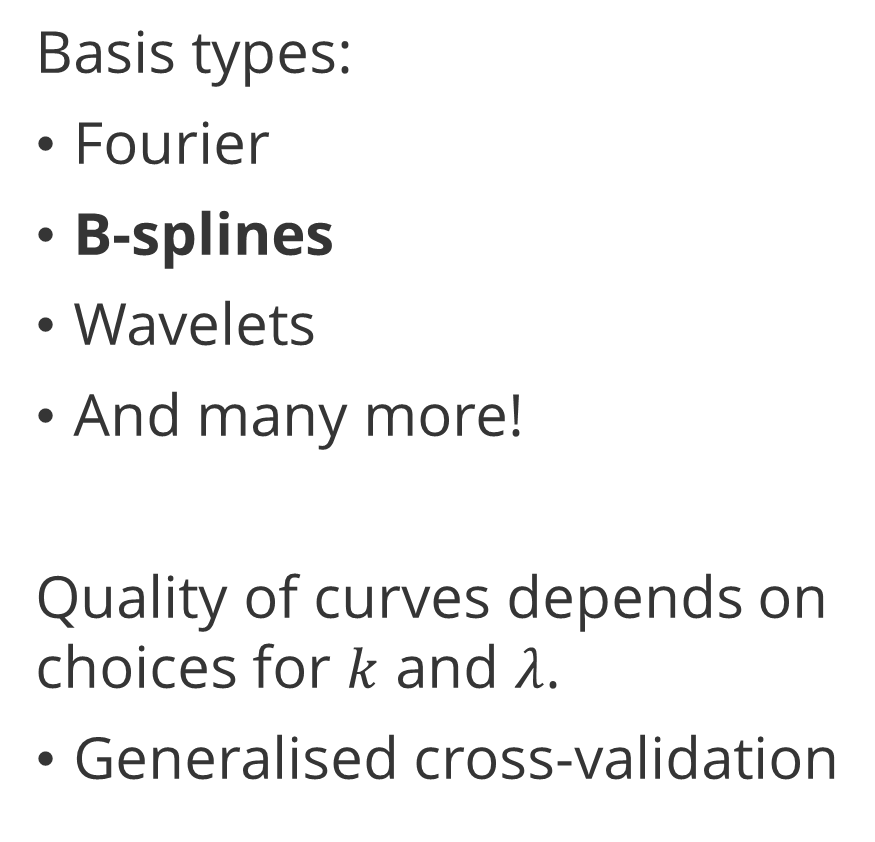 Basis types:
• Fourier
• B-splines
• Wavelets
• And many more!
Quality of curves depends on
choices for k and λ.
• Generalised cross-validation